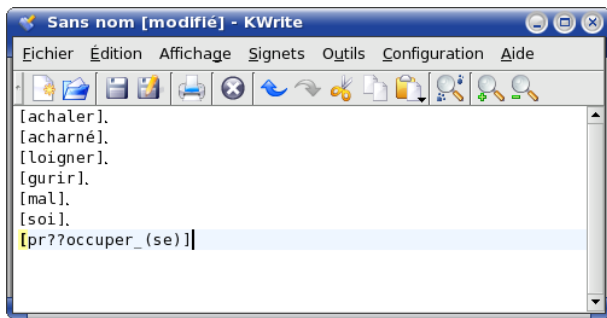 Sans nom [modifié] - KWrite
Fichier Édition Affichage Signets Outils Configuration Aide
[achaler].
[acharné].
[loigner].
[gurir].
[mal].
[soi].
[pr??occuper_(se)]